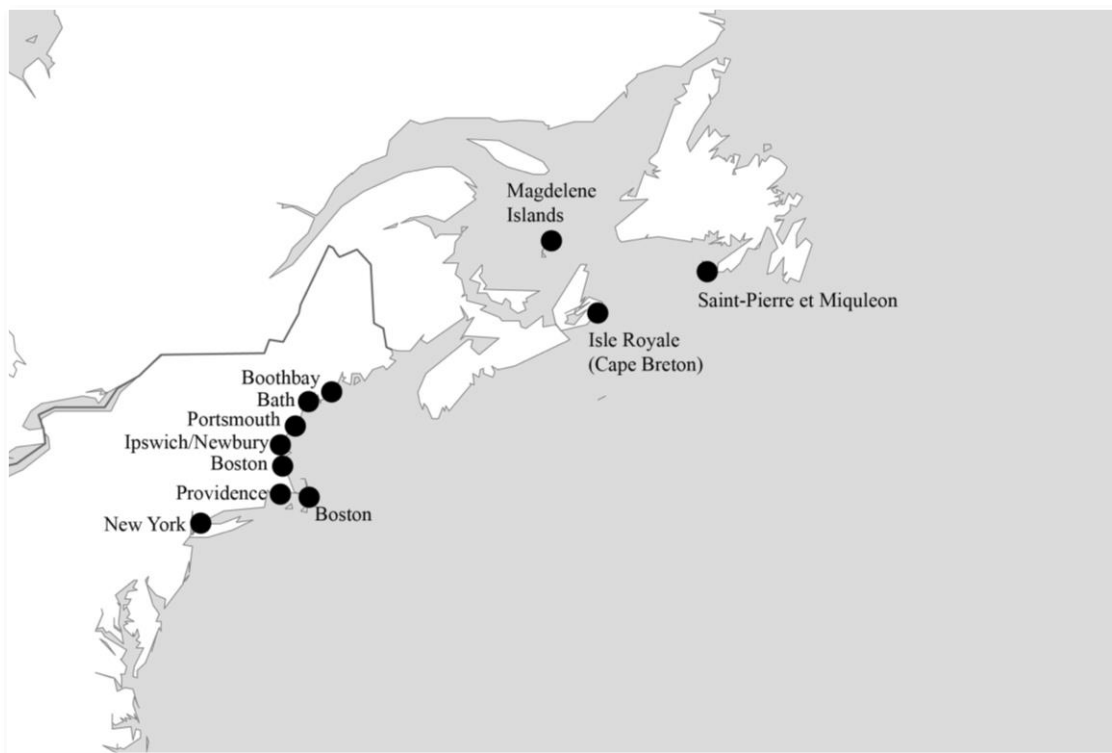 Magdelene
Islands
Saint-Pierre et Miquleon
Isle Royale
(Cape Breton)
Boothbay
Bath
Portsmouth
Ipswich/Newbury
Boston
Providence
Boston
New York